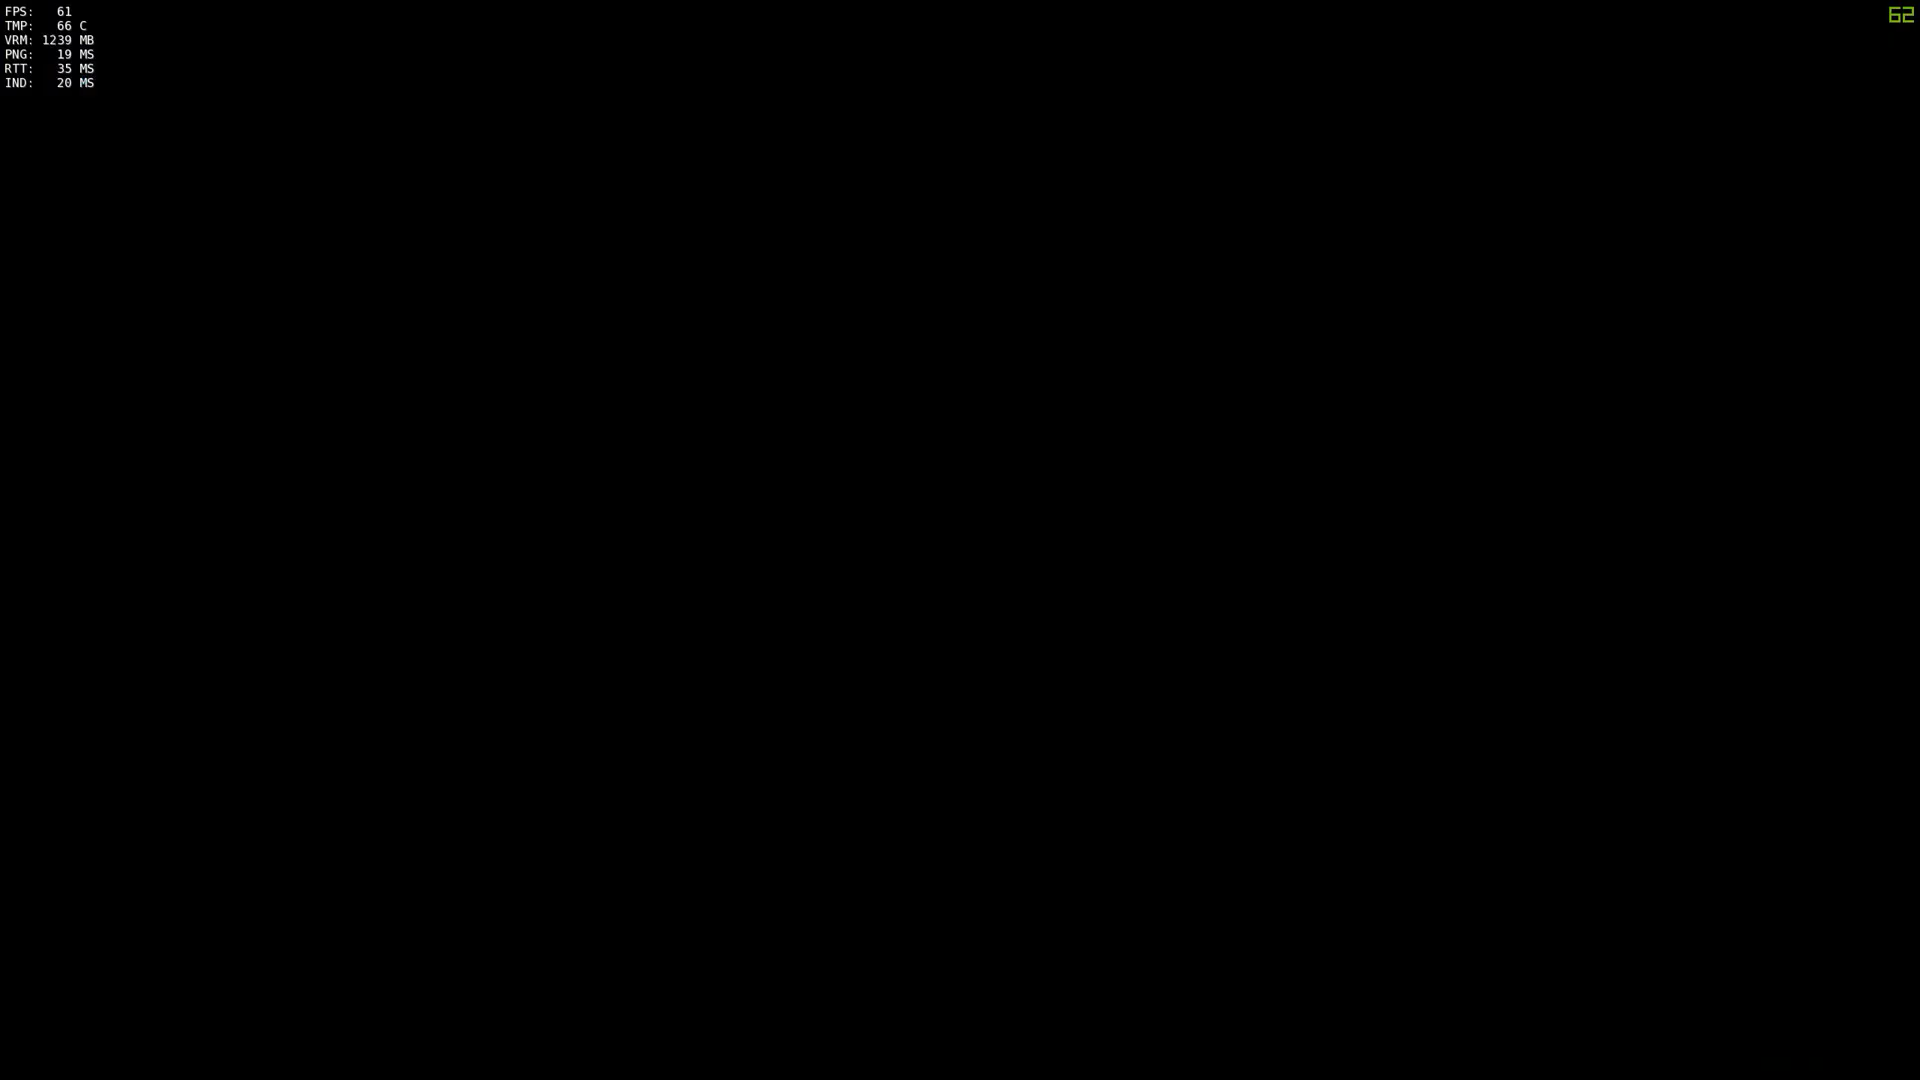 FPS: 61
TMP: 66 C
VRM: 1239 MB
PNG: 19 MS
RTT: 35 MS
IND: 20 MS
62